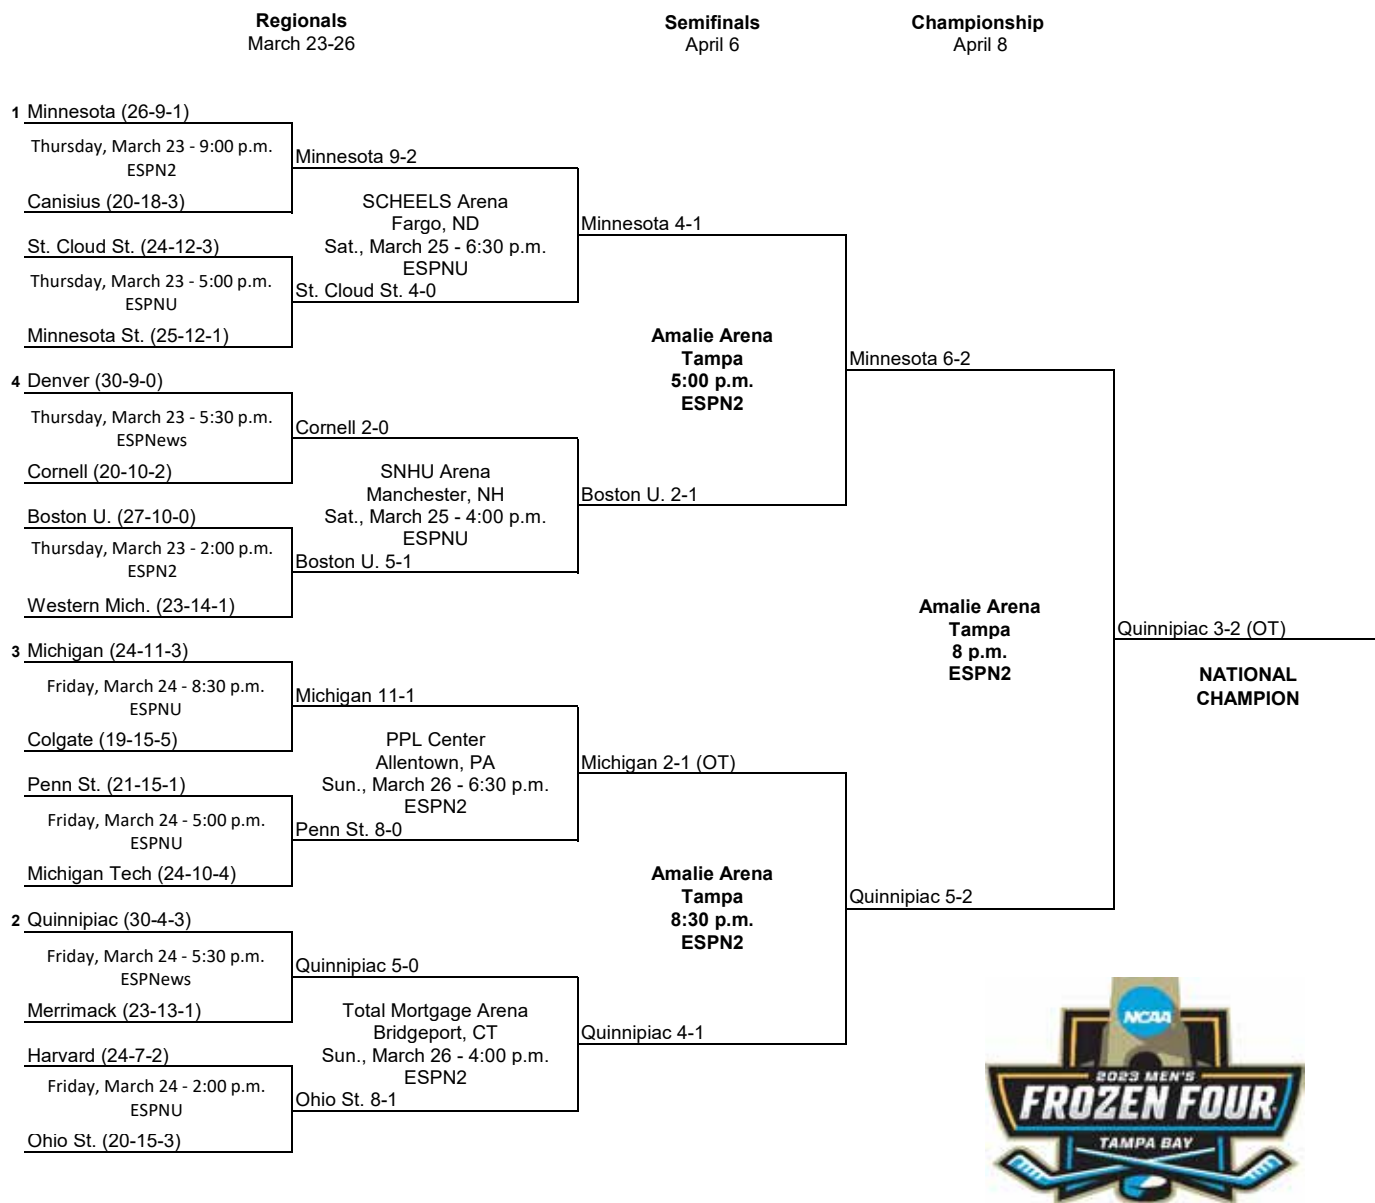 Regionals
March 23-26
Semifinals
April 6
Championship
April 8
1 Minnesota (26-9-1)
Thursday, March 23 - 9:00 p.m.
ESPN2
Canisius (20-18-3)
Minnesota 9-2
St. Cloud St. (24-12-3)
Thursday, March 23 - 5:00 p.m.
ESPNU
Minnesota St. (25-12-1)
St. Cloud St. 4-0
SCHEELS Arena
Fargo, ND
Sat., March 25 - 6:30 p.m.
ESPNU
Minnesota 4-1
4 Denver (30-9-0)
Thursday, March 23 - 5:30 p.m.
ESPNews
Cornell (20-10-2)
Cornell 2-0
Boston U. (27-10-0)
Thursday, March 23 - 2:00 p.m.
ESPN2
Western Mich. (23-14-1)
Boston U. 5-1
SNHU Arena
Manchester, NH
Sat., March 25 - 4:00 p.m.
ESPNU
Boston U. 2-1
Amalie Arena
Tampa
5:00 p.m.
ESPN2
Minnesota 6-2
3 Michigan (24-11-3)
Friday, March 24 - 8:30 p.m.
ESPNU
Colgate (19-15-5)
Michigan 11-1
Penn St. (21-15-1)
Friday, March 24 - 5:00 p.m.
ESPNU
Michigan Tech (24-10-4)
Penn St. 8-0
PPL Center
Allentown, PA
Sun., March 26 - 6:30 p.m.
ESPN2
Michigan 2-1 (OT)
2 Quinnipiac (30-4-3)
Friday, March 24 - 5:30 p.m.
ESPNews
Merrimack (23-13-1)
Quinnipiac 5-0
Harvard (24-7-2)
Friday, March 24 - 2:00 p.m.
ESPNU
Ohio St. (20-15-3)
Ohio St. 8-1
Total Mortgage Arena
Bridgeport, CT
Sun., March 26 - 4:00 p.m.
ESPN2
Quinnipiac 4-1
Amalie Arena
Tampa
8:30 p.m.
ESPN2
Quinnipiac 5-2
Amalie Arena
Tampa
8 p.m.
ESPN2
Quinnipiac 3-2 (OT)
NATIONAL
CHAMPION
NCAA
2023 MEN'S
FROZEN FOUR
TAMPA BAY